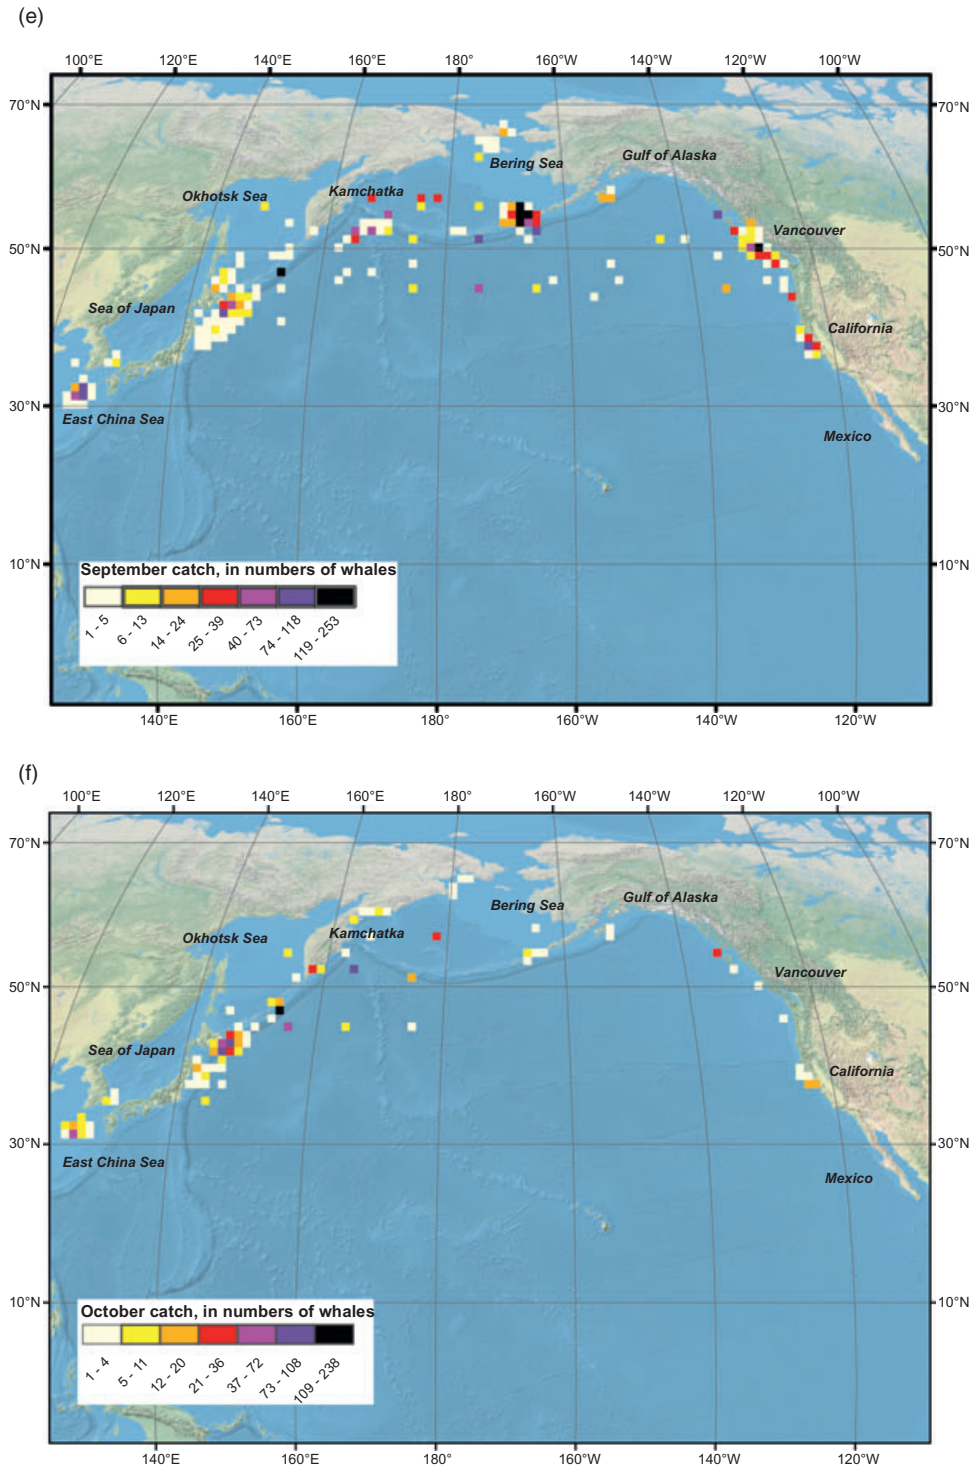 (e)
100°E 120°E 140°E 160°E 180° 160°W 140°W 120°W 100°W
70°N 70°N
Gulf of Alaska
Bering Sea
Kamchatka
Okhotsk Sea
Vancouver
50°N 50°N
Sea of Japan
California
30°N 30°N
East China Sea
Mexico
10°N 10°N
September catch, in numbers of whales
1 - 5 6 - 13 14 - 24 25 - 39 40 - 73 74 - 118 119 - 253
140°E 160°E 180° 160°W 140°W 120°W
(f)
100°E 120°E 140°E 160°E 180° 160°W 140°W 120°W 100°W
70°N 70°N
Gulf of Alaska
Bering Sea
Kamchatka
Okhotsk Sea
Vancouver
50°N 50°N
Sea of Japan
California
30°N 30°N
East China Sea
Mexico
10°N 10°N
October catch, in numbers of whales
1 - 4 5 - 11 12 - 20 21 - 36 37 - 72 73 - 108 109 - 238
140°E 160°E 180° 160°W 140°W 120°W